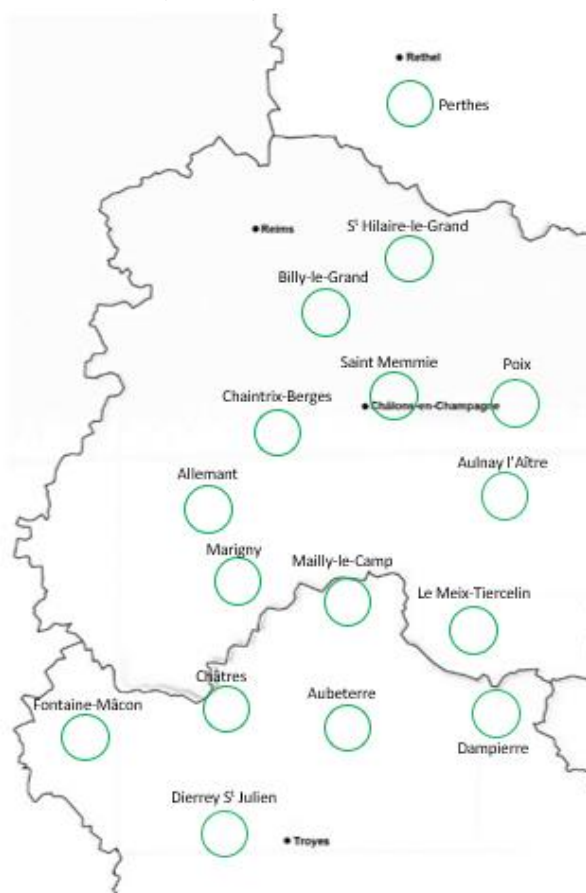 Rethel
Perthes
Sᵗ Hilaire-le-Grand
Reims
Billy-le-Grand
Saint Memmie
Poix
Chaintrix-Berges
Châlons-en-Champagne
Aulnay l'Aître
Allemant
Marigny
Mailly-le-Camp
Le Meix-Tiercelin
Châtres
Fontaine-Mâcon
Aubeterre
Dampierre
Dierrey Sᵗ Julien
Troyes